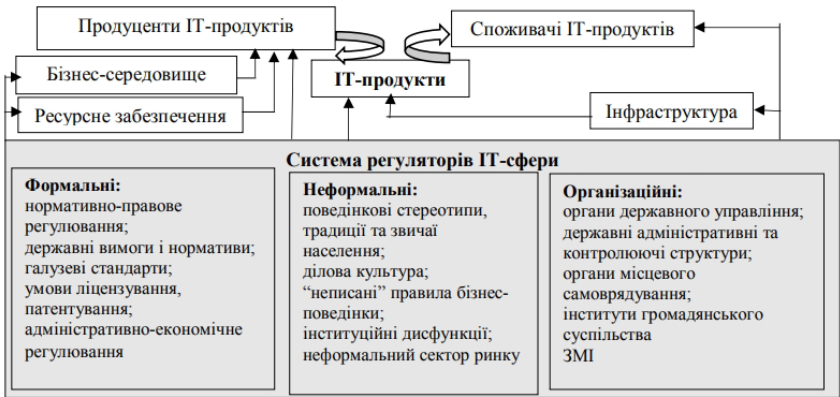 Продуценти ІТ-продуктів
Споживачі ІТ-продуктів
Бізнес-середовище
ІТ-продукти
Ресурсне забезпечення
Інфраструктура
Система регуляторів ІТ-сфери
Формальні:
нормативно-правове
регулювання;
державні вимоги і нормативи;
галузеві стандарти;
умови ліцензування,
патентування;
адміністративно-економічне
регулювання
Неформальні:
поведінкові стереотипи,
традиції та звичаї
населення;
ділова культура;
“неписані” правила бізнес-
поведінки;
інституційні дисфункції;
неформальний сектор ринку
Організаційні:
органи державного управління;
державні адміністративні та
контролюючі структури;
органи місцевого
самоврядування;
інститути громадянського
суспільства
ЗМІ